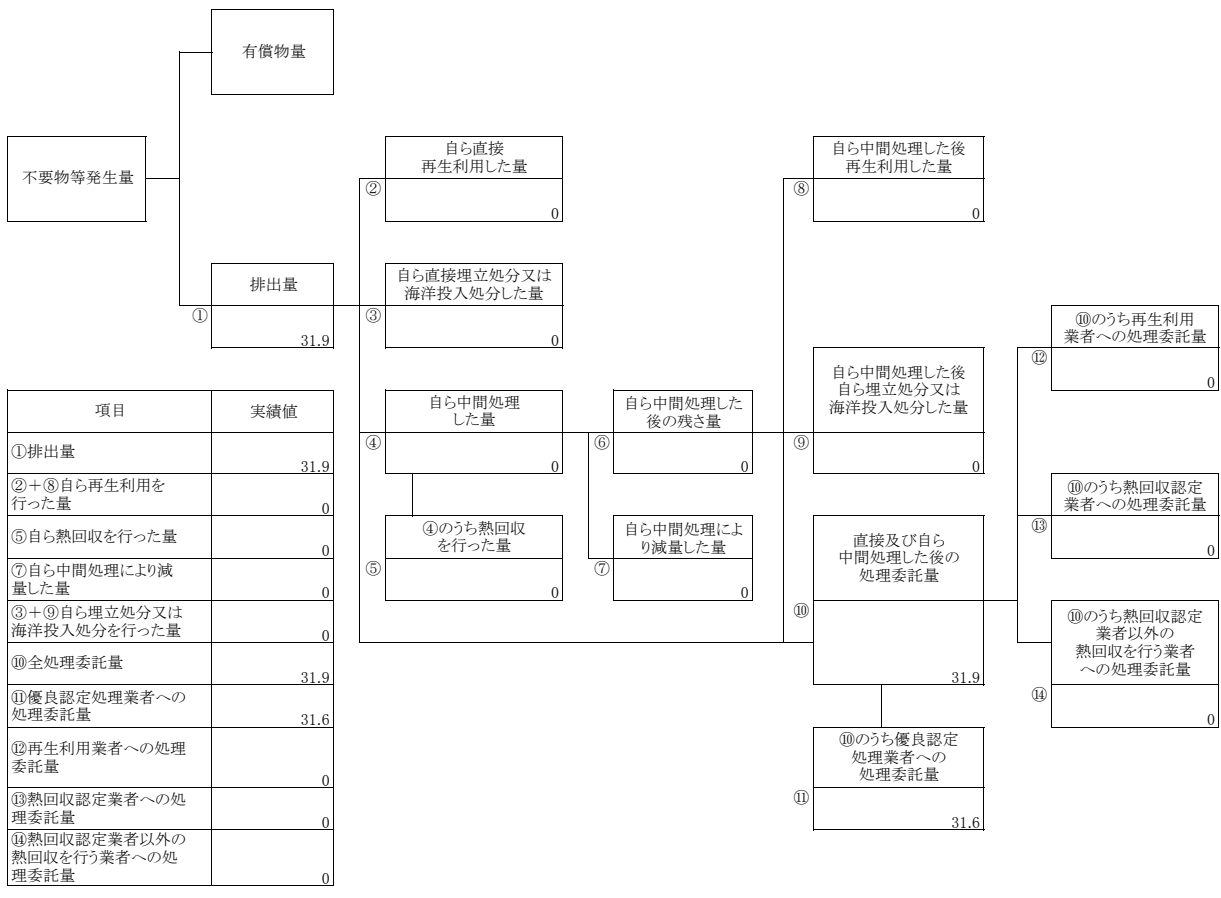 有償物量
不要物等発生量
排出量
①
31.9
自ら直接
再生利用した量
②
0
自ら直接埋立処分又は
海洋投入処分した量
③
0
自ら中間処理
した量
④
0
④のうち熱回収
を行った量
⑤
0
自ら中間処理した
後の残さ量
⑥
0
自ら中間処理によ
り減量した量
⑦
0
自ら中間処理した後
再生利用した量
⑧
0
自ら中間処理した後
自ら埋立処分又は
海洋投入処分した量
⑨
0
直接及び自ら
中間処理した後の
処理委託量
⑩
31.9
⑩のうち優良認定
処理業者への
処理委託量
⑪
31.6
⑩のうち再生利用
業者への処理委託量
⑫
0
⑩のうち熱回収認定
業者への処理委託量
⑬
0
⑩のうち熱回収認定
業者以外の
熱回収を行う業者
への処理委託量
⑭
0
項目 実績値
①排出量
31.9
②＋⑧自ら再生利用を
行った量
0
⑤自ら熱回収を行った量
0
⑦自ら中間処理により減
量した量
0
③＋⑨自ら埋立処分又は
海洋投入処分を行った量
0
⑩全処理委託量
31.9
⑪優良認定処理業者への
処理委託量
31.6
⑫再生利用業者への処理
委託量
0
⑬熱回収認定業者への処
理委託量
0
⑭熱回収認定業者以外の
熱回収を行う業者への処
理委託量
0